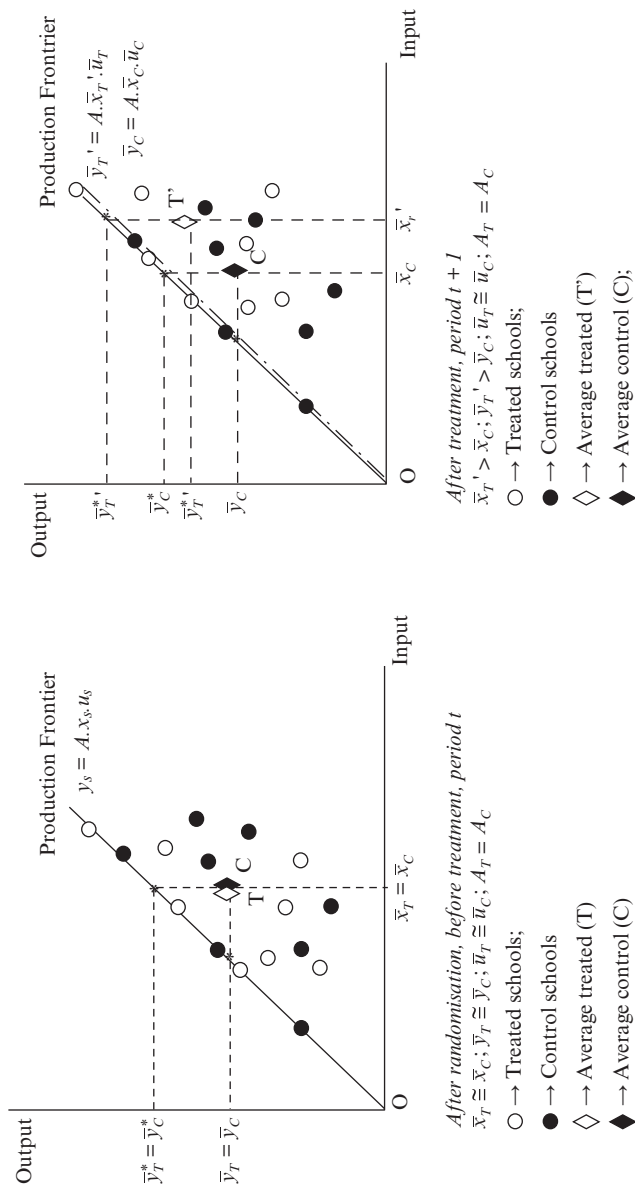 Output
Production Frontier
y_s = A.x_s.u_s
ȳ*_T = ȳ*_C
ȳ_T = ȳ_C
T
C
O
x̄_T = x̄_C
Input
After randomisation, before treatment, period t
x̄_T ≅ x̄_C; ȳ_T ≅ ȳ_C; ū_T ≅ ū_C; A_T = A_C
→ Treated schools;
→ Control schools
→ Average treated (T)
→ Average control (C)
Output
Production Frontrier
ȳ_T' = A.x̄_T'.ū_T
ȳ_C = A.x̄_C.ū_C
ȳ*_T'
ȳ*_C
ȳ*_T'
ȳ_C
T'
C
O
x̄_C
x̄_r'
Input
After treatment, period t + 1
x̄_T' > x̄_C; ȳ_T' > ȳ_C; ū_T ≅ ū_C; A_T = A_C
→ Treated schools;
→ Control schools
→ Average treated (T')
→ Average control (C);